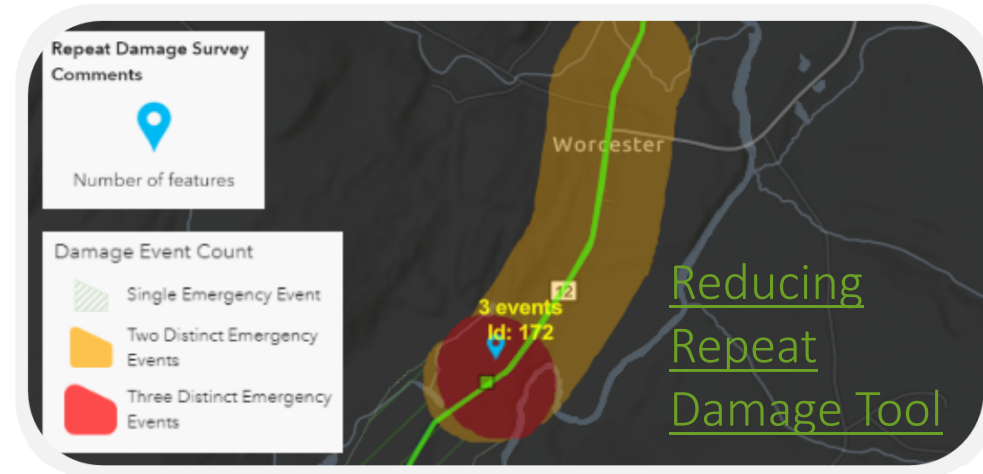 Repeat Damage Survey
Comments
Number of features
Damage Event Count
Single Emergency Event
Two Distinct Emergency
Events
Three Distinct Emergency
Events
Worcester
12
3 events
Id: 172
Reducing
Repeat
Damage Tool